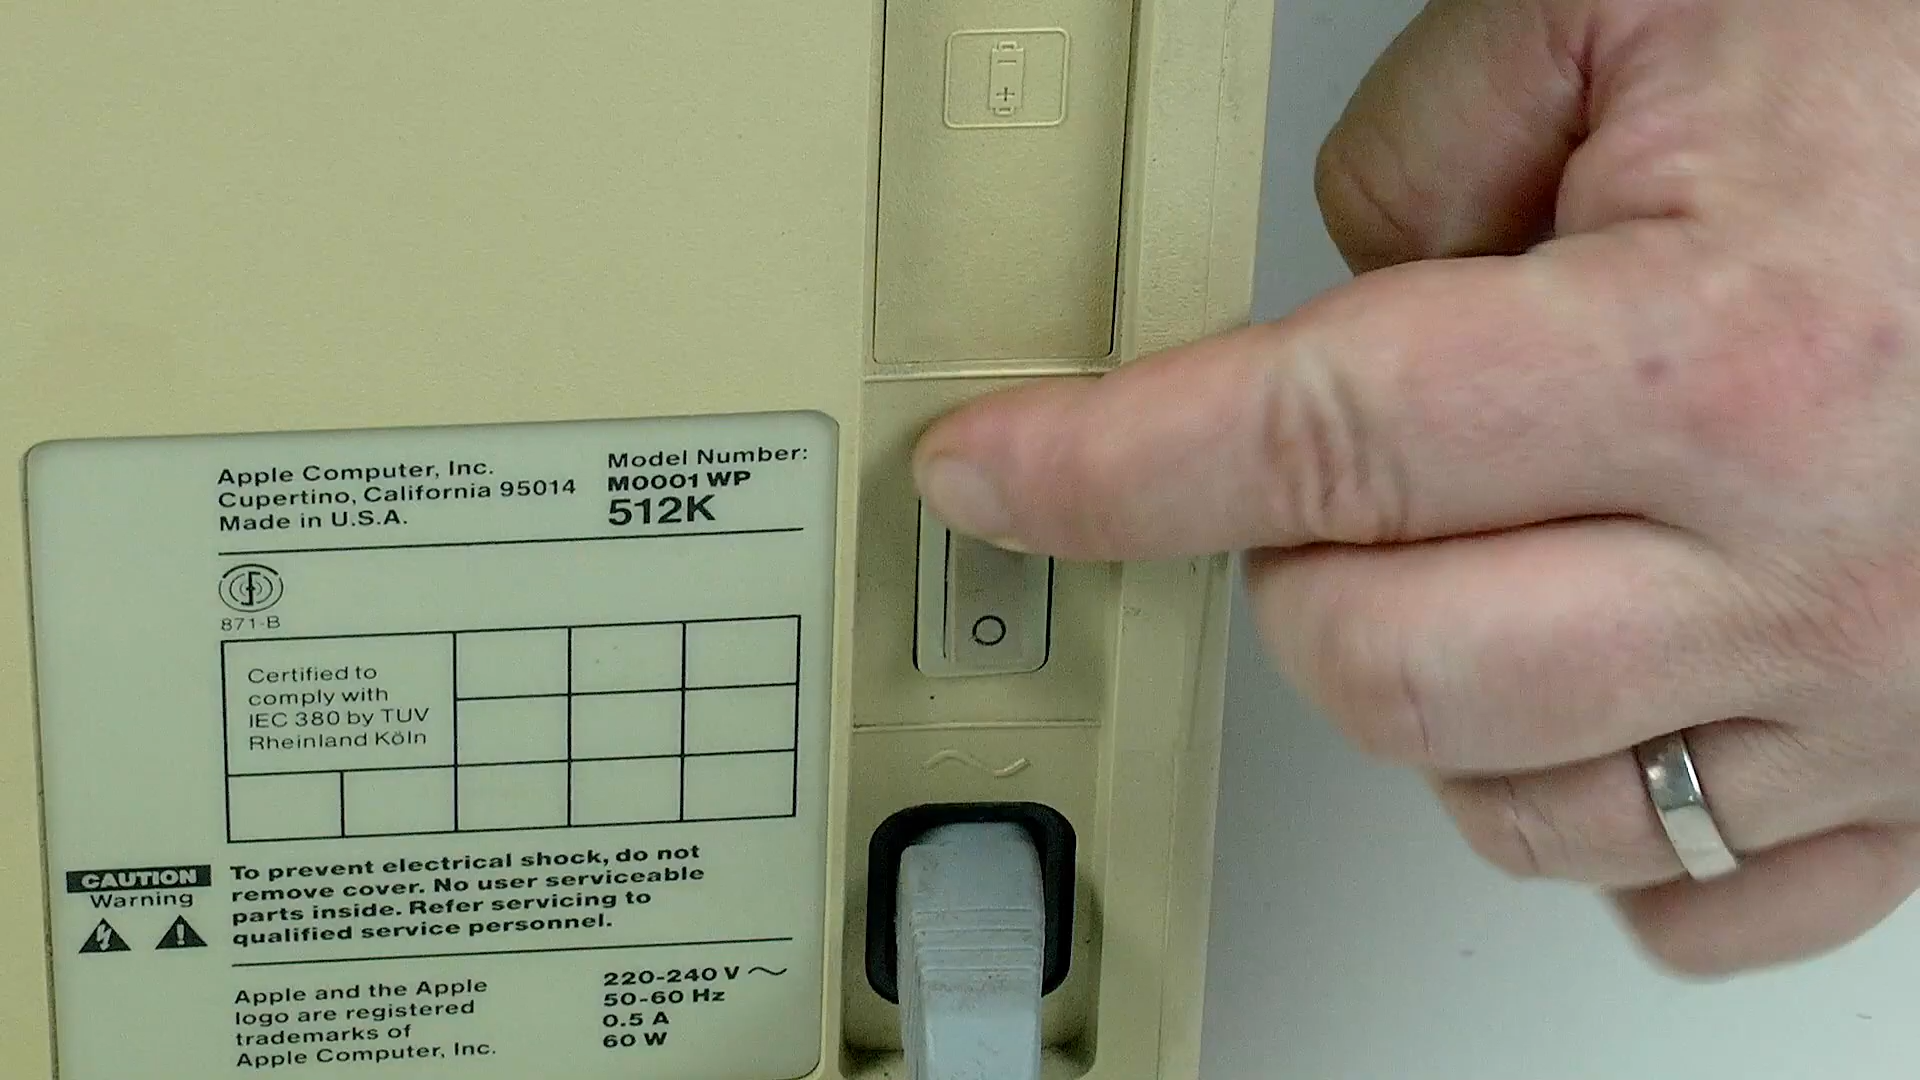 Apple Computer, Inc.
Cupertino, California 95014
Made in U.S.A.
Model Number:
M0001 WP
512K
871-B
Certified to
comply with
IEC 380 by TUV
Rheinland Köln
CAUTION
Warning
To prevent electrical shock, do not
remove cover. No user serviceable
parts inside. Refer servicing to
qualified service personnel.
Apple and the Apple
logo are registered
trademarks of
Apple Computer, Inc.
220-240 V ~
50-60 Hz
0.5 A
60 W